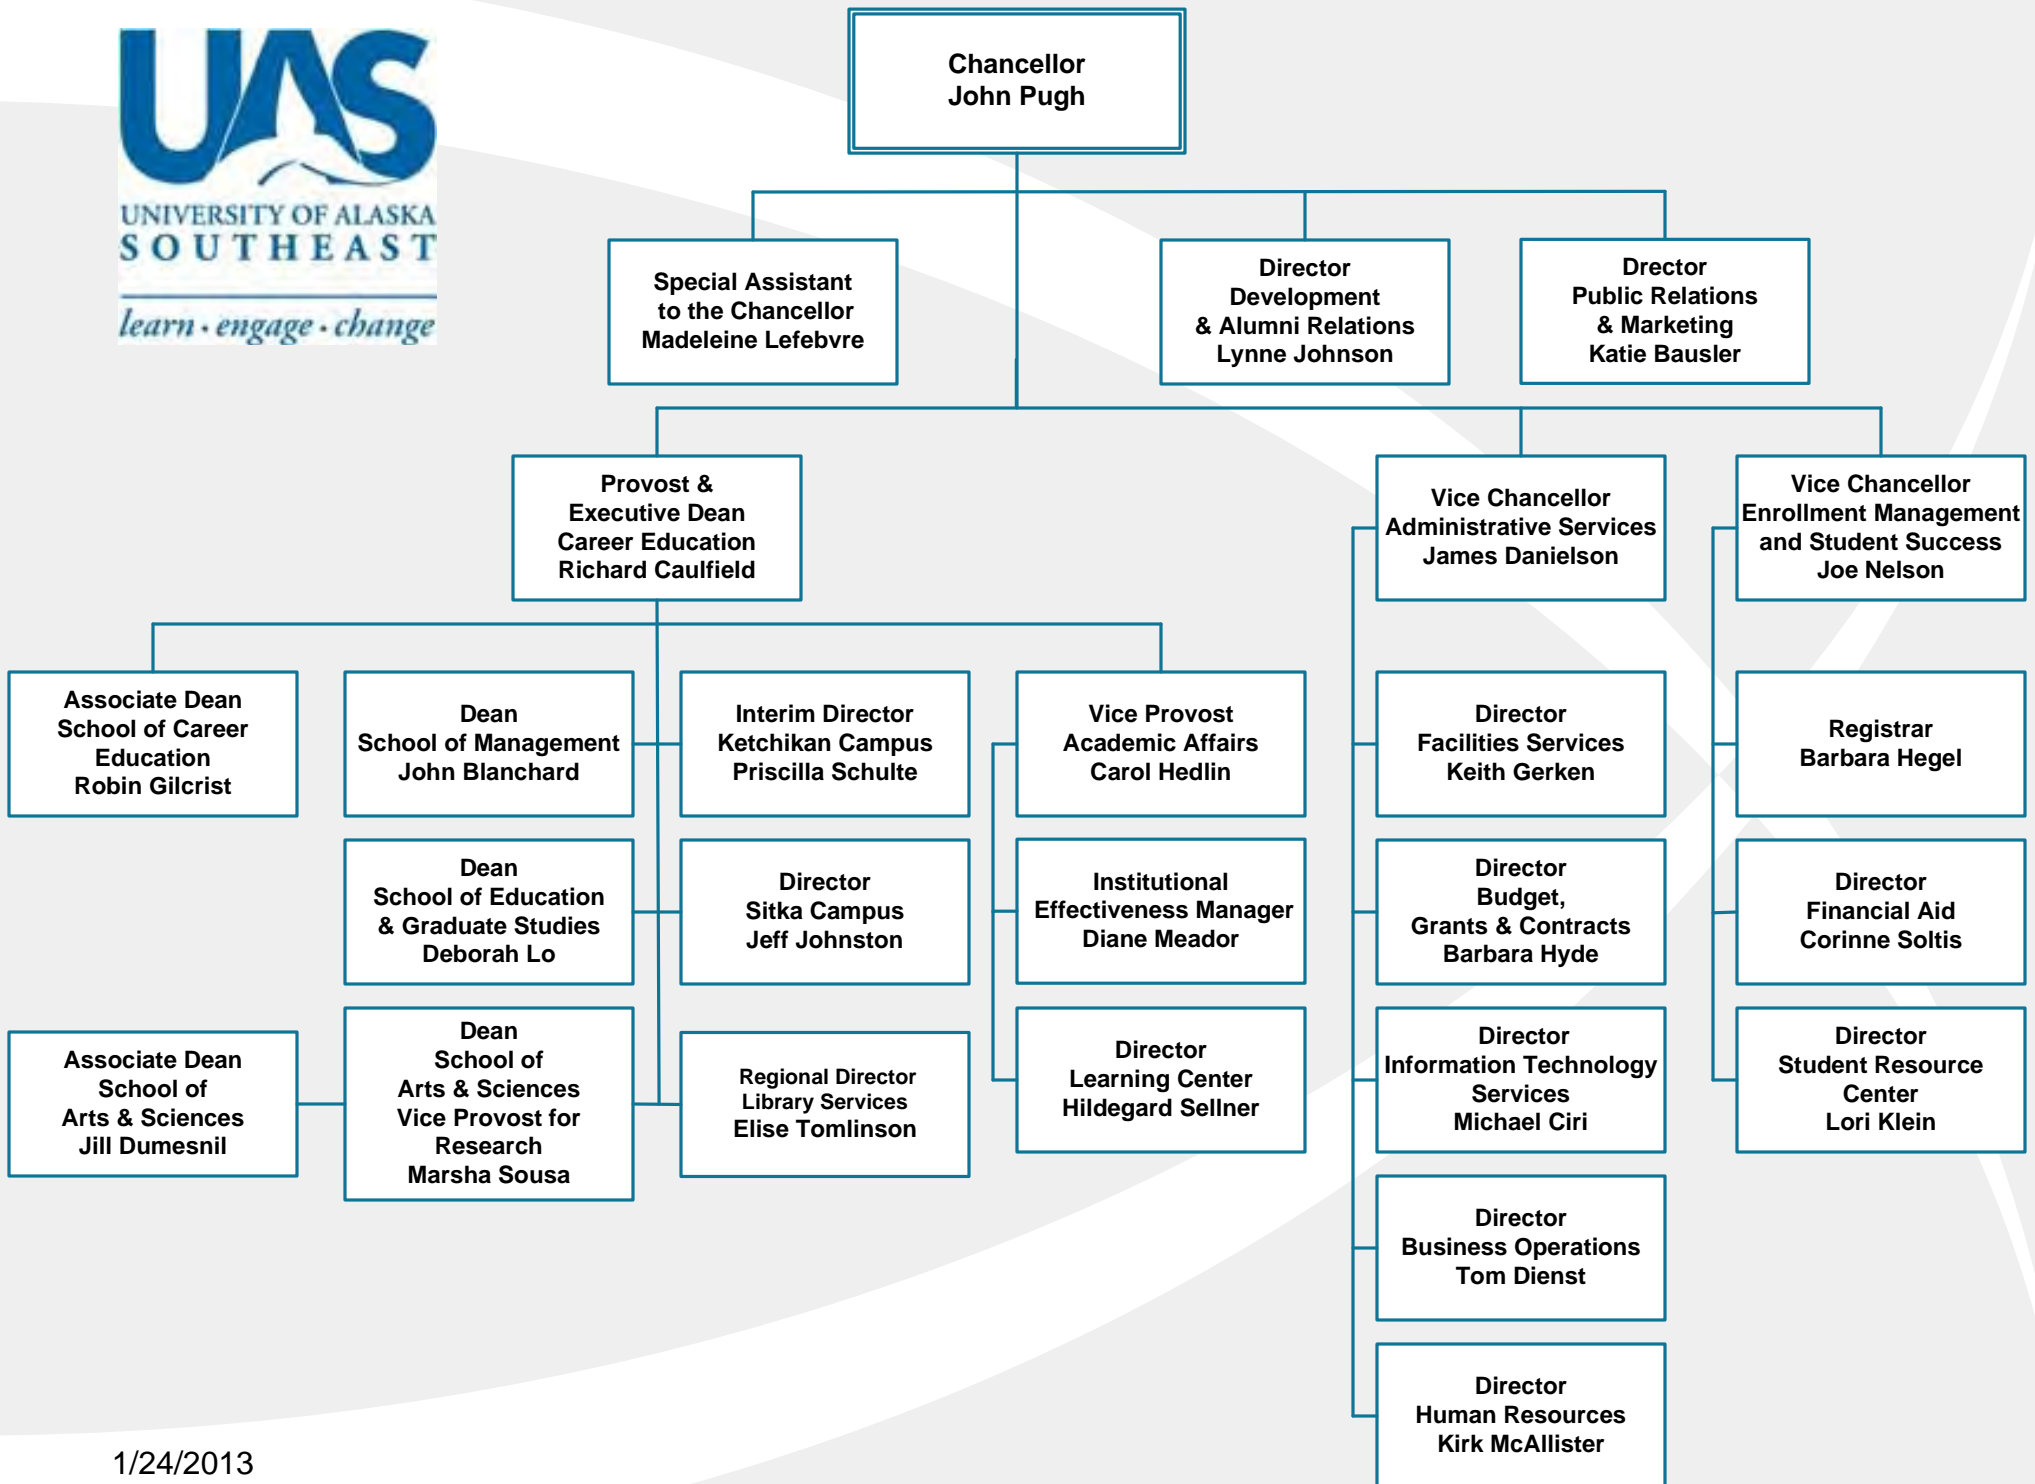 UAS
UNIVERSITY OF ALASKA
SOUTHEAST
learn · engage · change
Chancellor
John Pugh
Special Assistant
to the Chancellor
Madeleine Lefebvre
Director
Development
& Alumni Relations
Lynne Johnson
Drector
Public Relations
& Marketing
Katie Bausler
Provost &
Executive Dean
Career Education
Richard Caulfield
Vice Chancellor
Administrative Services
James Danielson
Vice Chancellor
Enrollment Management
and Student Success
Joe Nelson
Associate Dean
School of Career
Education
Robin Gilcrist
Dean
School of Management
John Blanchard
Interim Director
Ketchikan Campus
Priscilla Schulte
Vice Provost
Academic Affairs
Carol Hedlin
Director
Facilities Services
Keith Gerken
Registrar
Barbara Hegel
Dean
School of Education
& Graduate Studies
Deborah Lo
Director
Sitka Campus
Jeff Johnston
Institutional
Effectiveness Manager
Diane Meador
Director
Budget,
Grants & Contracts
Barbara Hyde
Director
Financial Aid
Corinne Soltis
Associate Dean
School of
Arts & Sciences
Jill Dumesnil
Dean
School of
Arts & Sciences
Vice Provost for
Research
Marsha Sousa
Regional Director
Library Services
Elise Tomlinson
Director
Learning Center
Hildegard Sellner
Director
Information Technology
Services
Michael Ciri
Director
Student Resource
Center
Lori Klein
Director
Business Operations
Tom Dienst
Director
Human Resources
Kirk McAllister
1/24/2013